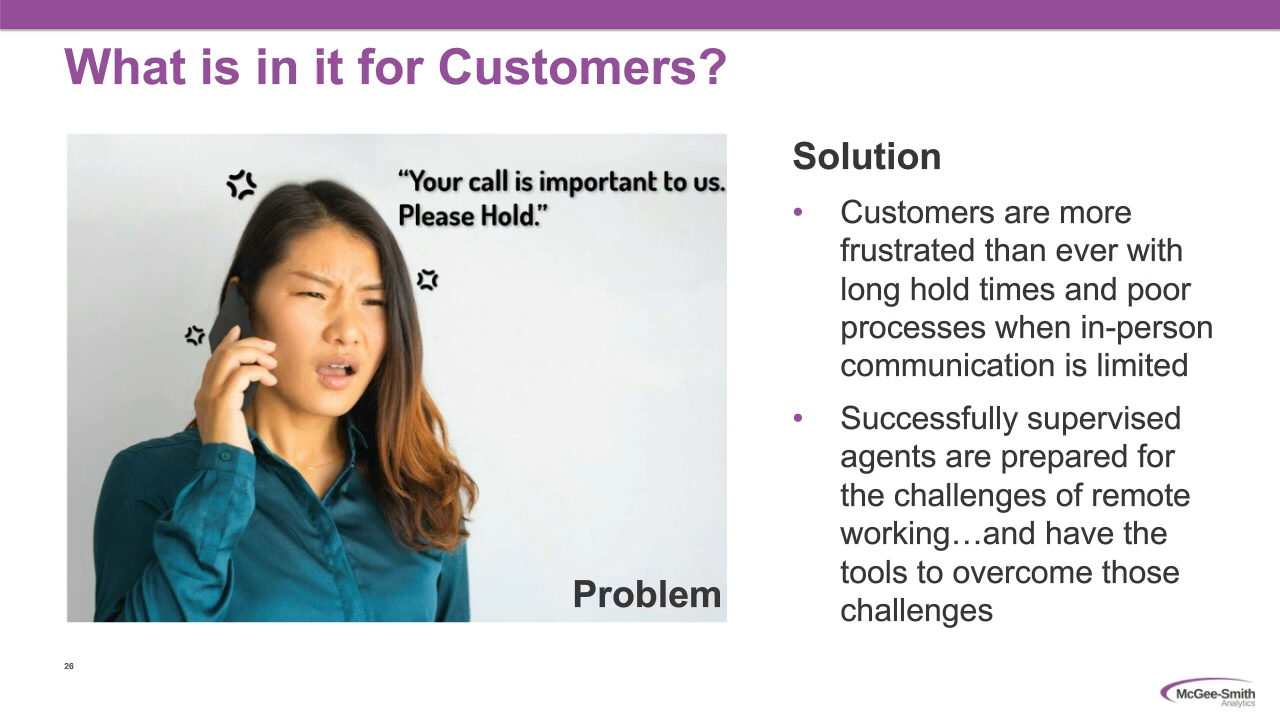 What is in it for Customers?
“Your call is important to us.
Please Hold.”
Problem
Solution
• Customers are more
frustrated than ever with
long hold times and poor
processes when in-person
communication is limited
• Successfully supervised
agents are prepared for
the challenges of remote
working…and have the
tools to overcome those
challenges
26
McGee-Smith
Analytics